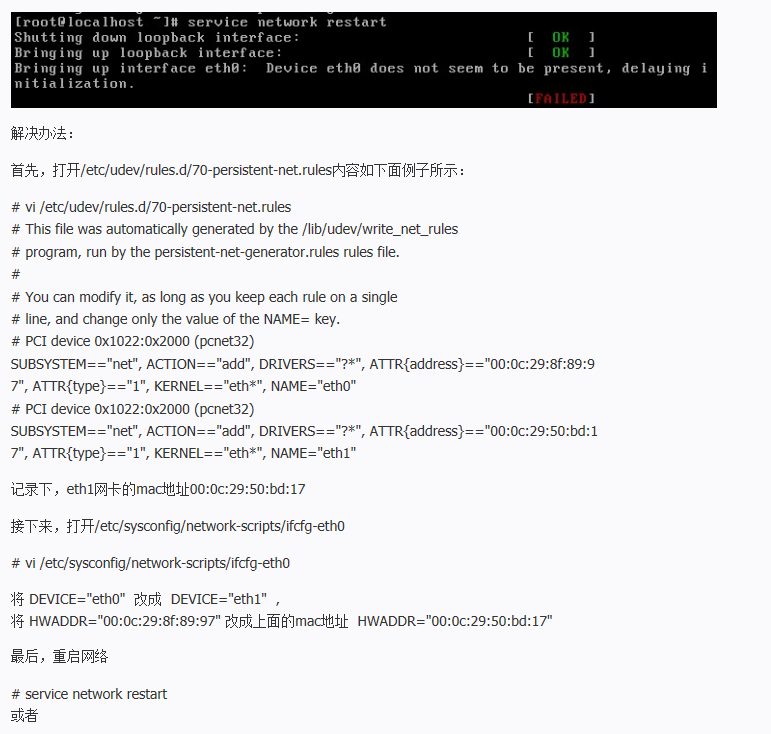 [root@localhost ~]# service network restart
Shutting down loopback interface: [ OK ]
Bringing up loopback interface: [ OK ]
Bringing up interface eth0: Device eth0 does not seem to be present, delaying i
nitialization.
[FAILED]
解决办法：
首先，打开/etc/udev/rules.d/70-persistent-net.rules内容如下面例子所示：
# vi /etc/udev/rules.d/70-persistent-net.rules
# This file was automatically generated by the /lib/udev/write_net_rules
# program, run by the persistent-net-generator.rules rules file.
#
# You can modify it, as long as you keep each rule on a single
# line, and change only the value of the NAME= key.
# PCI device 0x1022:0x2000 (pcnet32)
SUBSYSTEM=="net", ACTION=="add", DRIVERS=="?*", ATTR{address}=="00:0c:29:8f:89:9
7", ATTR{type}=="1", KERNEL=="eth*", NAME="eth0"
# PCI device 0x1022:0x2000 (pcnet32)
SUBSYSTEM=="net", ACTION=="add", DRIVERS=="?*", ATTR{address}=="00:0c:29:50:bd:1
7", ATTR{type}=="1", KERNEL=="eth*", NAME="eth1"
记录下，eth1网卡的mac地址00:0c:29:50:bd:17
接下来，打开/etc/sysconfig/network-scripts/ifcfg-eth0
# vi /etc/sysconfig/network-scripts/ifcfg-eth0
将 DEVICE="eth0" 改成 DEVICE="eth1" ,
将 HWADDR="00:0c:29:8f:89:97" 改成上面的mac地址 HWADDR="00:0c:29:50:bd:17"
最后，重启网络
# service network restart
或者